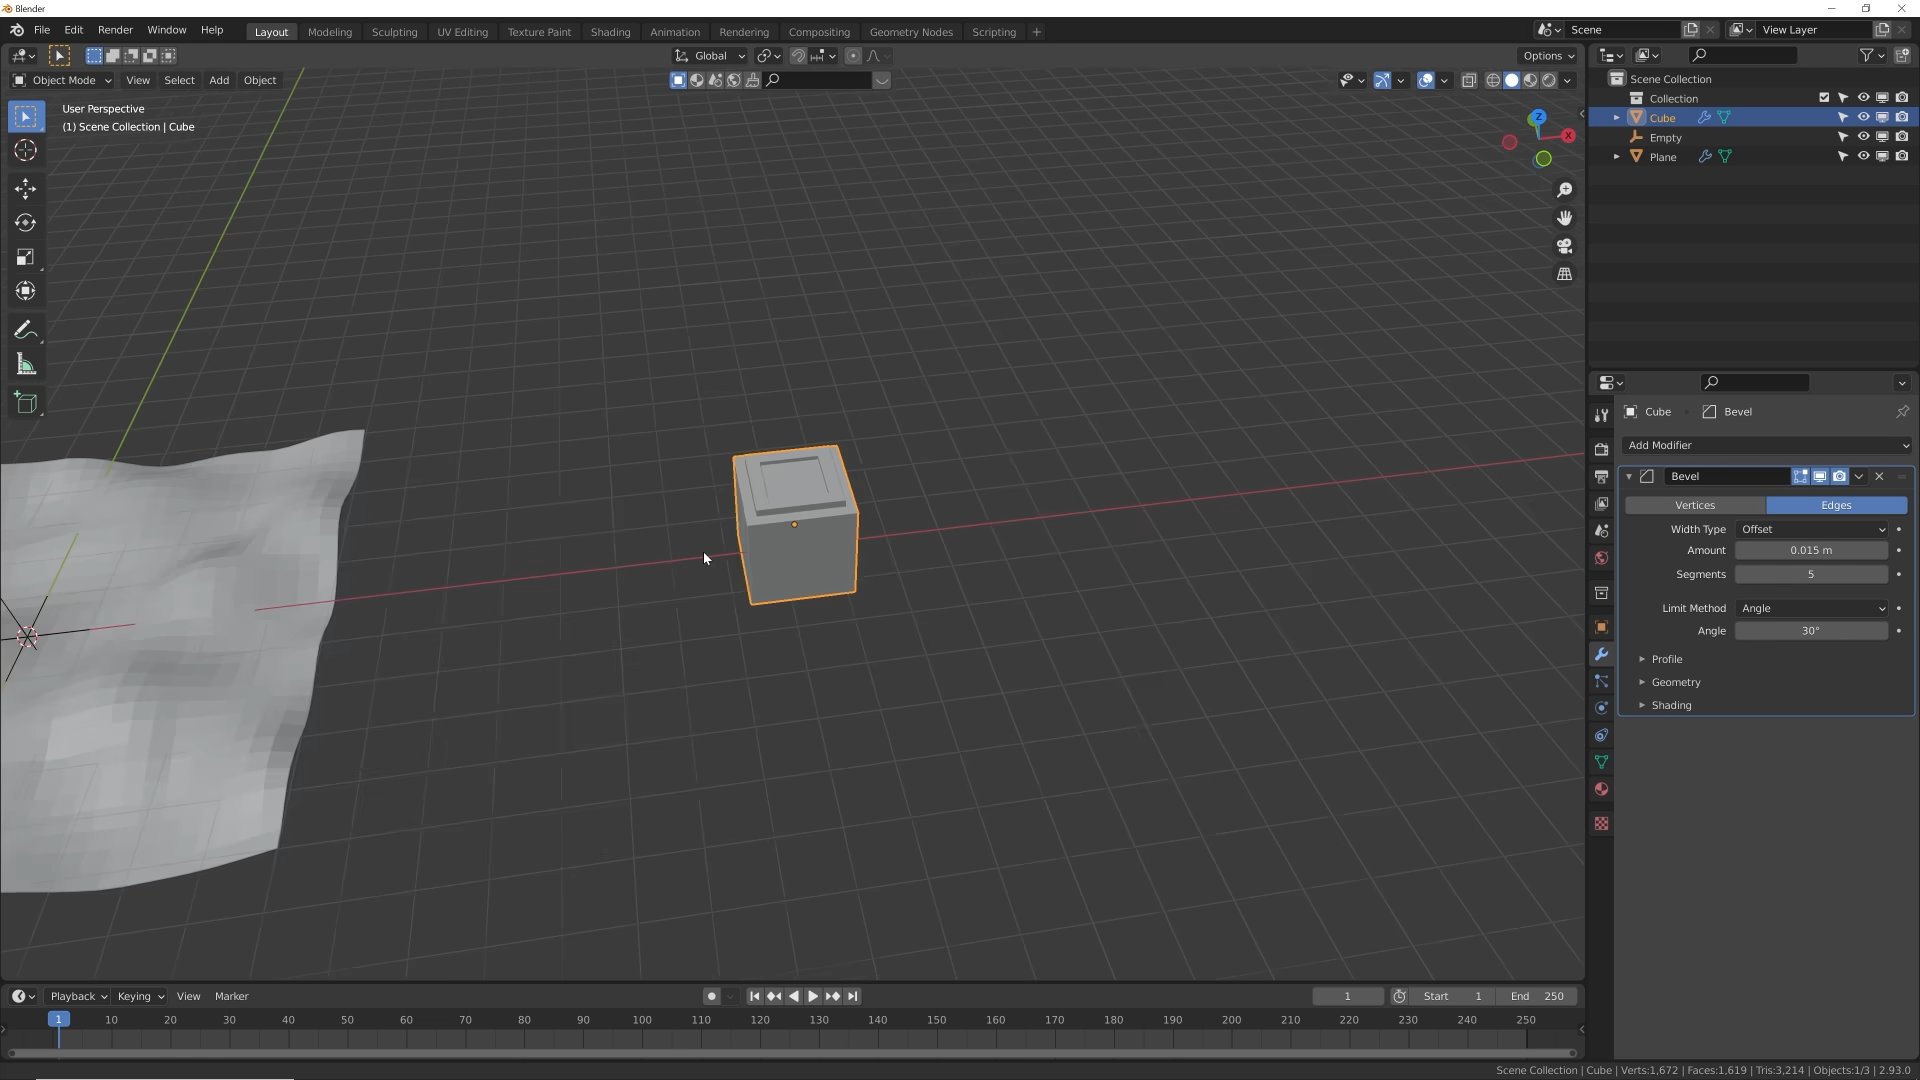 Blender
File Edit Render Window Help
Layout Modeling Sculpting UV Editing Texture Paint Shading Animation Rendering Compositing Geometry Nodes Scripting +
Scene
View Layer
Global
Options
Object Mode View Select Add Object
User Perspective
(1) Scene Collection | Cube
Z
X
Scene Collection
Collection
Cube
Empty
Plane
Cube Bevel
Add Modifier
Bevel
Vertices Edges
Width Type Offset
Amount 0.015 m
Segments 5
Limit Method Angle
Angle 30°
Profile
Geometry
Shading
Playback Keying View Marker
1 Start 1 End 250
1 10 20 30 40 50 60 70 80 90 100 110 120 130 140 150 160 170 180 190 200 210 220 230 240 250
Scene Collection | Cube | Verts:1,672 | Faces:1,619 | Tris:3,214 | Objects:1/3 | 2.93.0